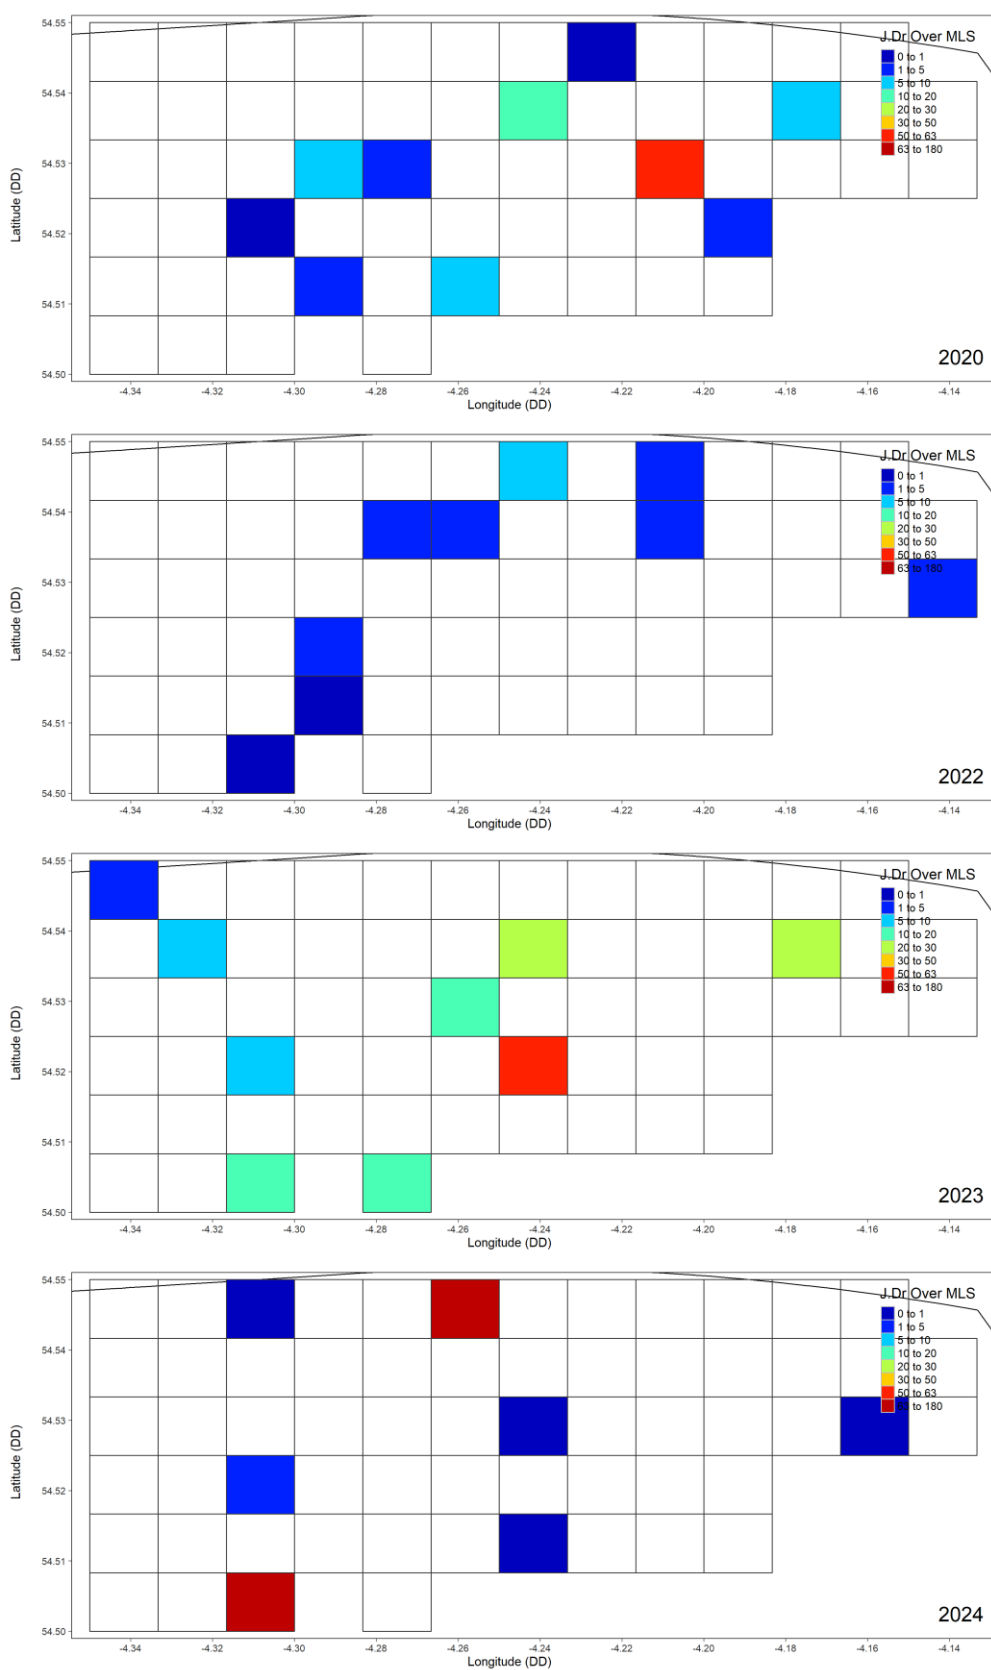 J.Dr Over MLS
0 to 1
1 to 5
5 to 10
10 to 20
20 to 30
30 to 50
50 to 63
63 to 180
54.55
54.54
54.53
54.52
54.51
54.50
Latitude (DD)
2020
-4.34 -4.32 -4.30 -4.28 -4.26 -4.24 -4.22 -4.20 -4.18 -4.16 -4.14
Longitude (DD)
J.Dr Over MLS
0 to 1
1 to 5
5 to 10
10 to 20
20 to 30
30 to 50
50 to 63
63 to 180
54.55
54.54
54.53
54.52
54.51
54.50
Latitude (DD)
2022
-4.34 -4.32 -4.30 -4.28 -4.26 -4.24 -4.22 -4.20 -4.18 -4.16 -4.14
Longitude (DD)
J.Dr Over MLS
0 to 1
1 to 5
5 to 10
10 to 20
20 to 30
30 to 50
50 to 63
63 to 180
54.55
54.54
54.53
54.52
54.51
54.50
Latitude (DD)
2023
-4.34 -4.32 -4.30 -4.28 -4.26 -4.24 -4.22 -4.20 -4.18 -4.16 -4.14
Longitude (DD)
J.Dr Over MLS
0 to 1
1 to 5
5 to 10
10 to 20
20 to 30
30 to 50
50 to 63
63 to 180
54.55
54.54
54.53
54.52
54.51
54.50
Latitude (DD)
2024
-4.34 -4.32 -4.30 -4.28 -4.26 -4.24 -4.22 -4.20 -4.18 -4.16 -4.14
Longitude (DD)